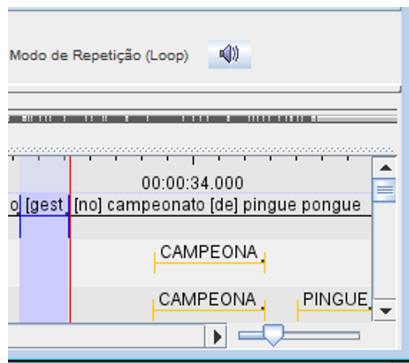 Modo de Repetição (Loop)
00:00:34.000
o [gest [no] campeonato [de] pingue pongue
CAMPEONA
CAMPEONA PINGUE